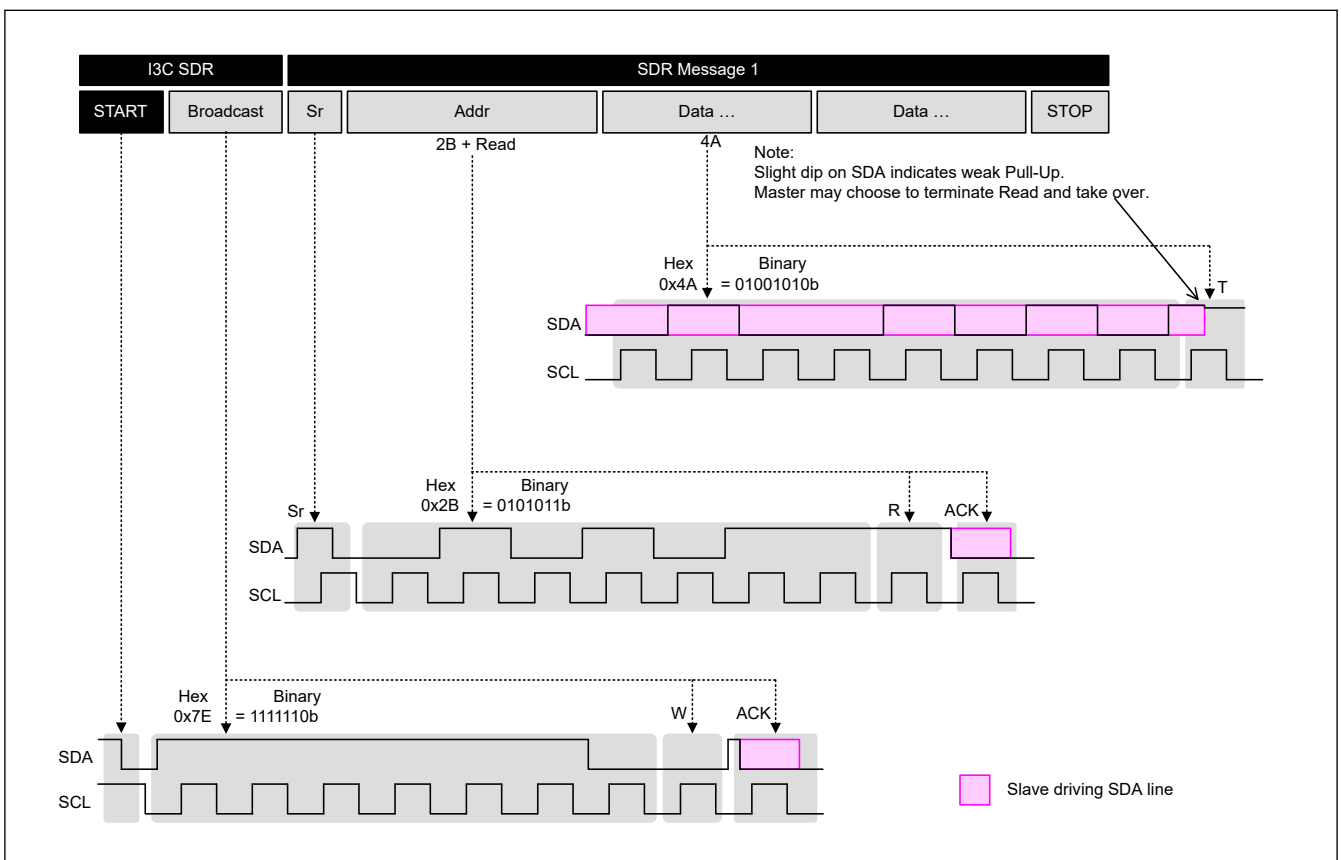 I3C SDR
SDR Message 1
START
Broadcast
Sr
Addr
Data …
Data …
STOP
2B + Read
4A
Note:
Slight dip on SDA indicates weak Pull-Up.
Master may choose to terminate Read and take over.
Hex Binary
0x4A = 01001010b
T
SDA
SCL
Hex Binary
0x2B = 0101011b
Sr
R
ACK
SDA
SCL
Hex Binary
0x7E = 1111110b
W
ACK
SDA
SCL
Slave driving SDA line